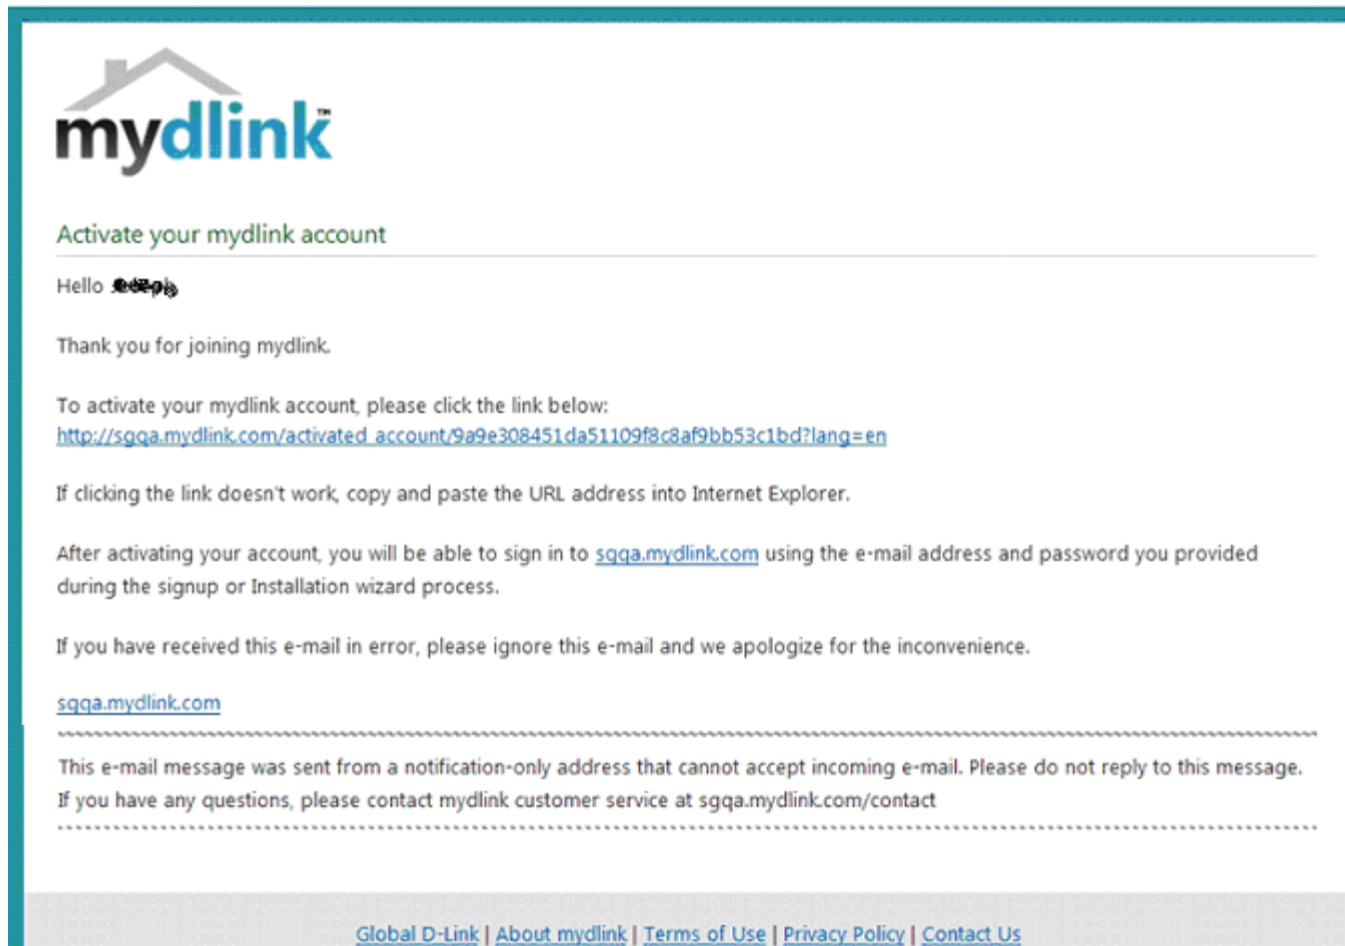 mydlink™
Activate your mydlink account
Hello
Thank you for joining mydlink.
To activate your mydlink account, please click the link below:
http://sgqa.mydlink.com/activated_account/9a9e308451da51109f8c8af9bb53c1bd?lang=en
If clicking the link doesn't work, copy and paste the URL address into Internet Explorer.
After activating your account, you will be able to sign in to sgqa.mydlink.com using the e-mail address and password you provided
during the signup or Installation wizard process.
If you have received this e-mail in error, please ignore this e-mail and we apologize for the inconvenience.
sgqa.mydlink.com
This e-mail message was sent from a notification-only address that cannot accept incoming e-mail. Please do not reply to this message.
If you have any questions, please contact mydlink customer service at sgqa.mydlink.com/contact
Global D-Link | About mydlink | Terms of Use | Privacy Policy | Contact Us